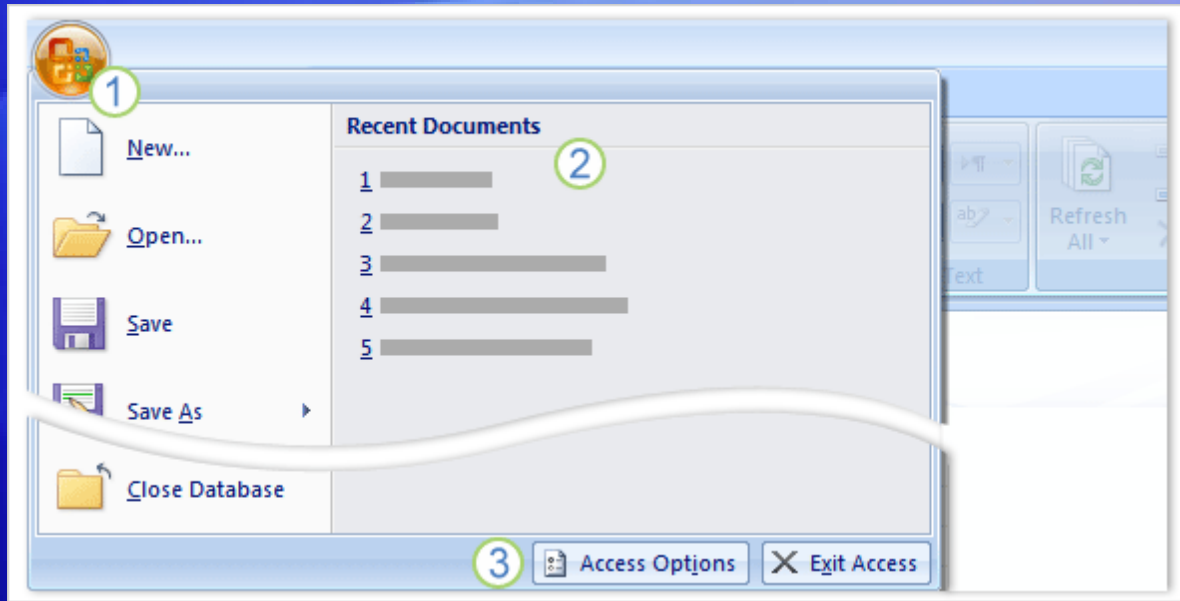 1
New...
Open...
Save
Save As
Close Database
Recent Documents
2
1
2
3
4
5
3
Access Options
Exit Access
ab
Text
Refresh
All